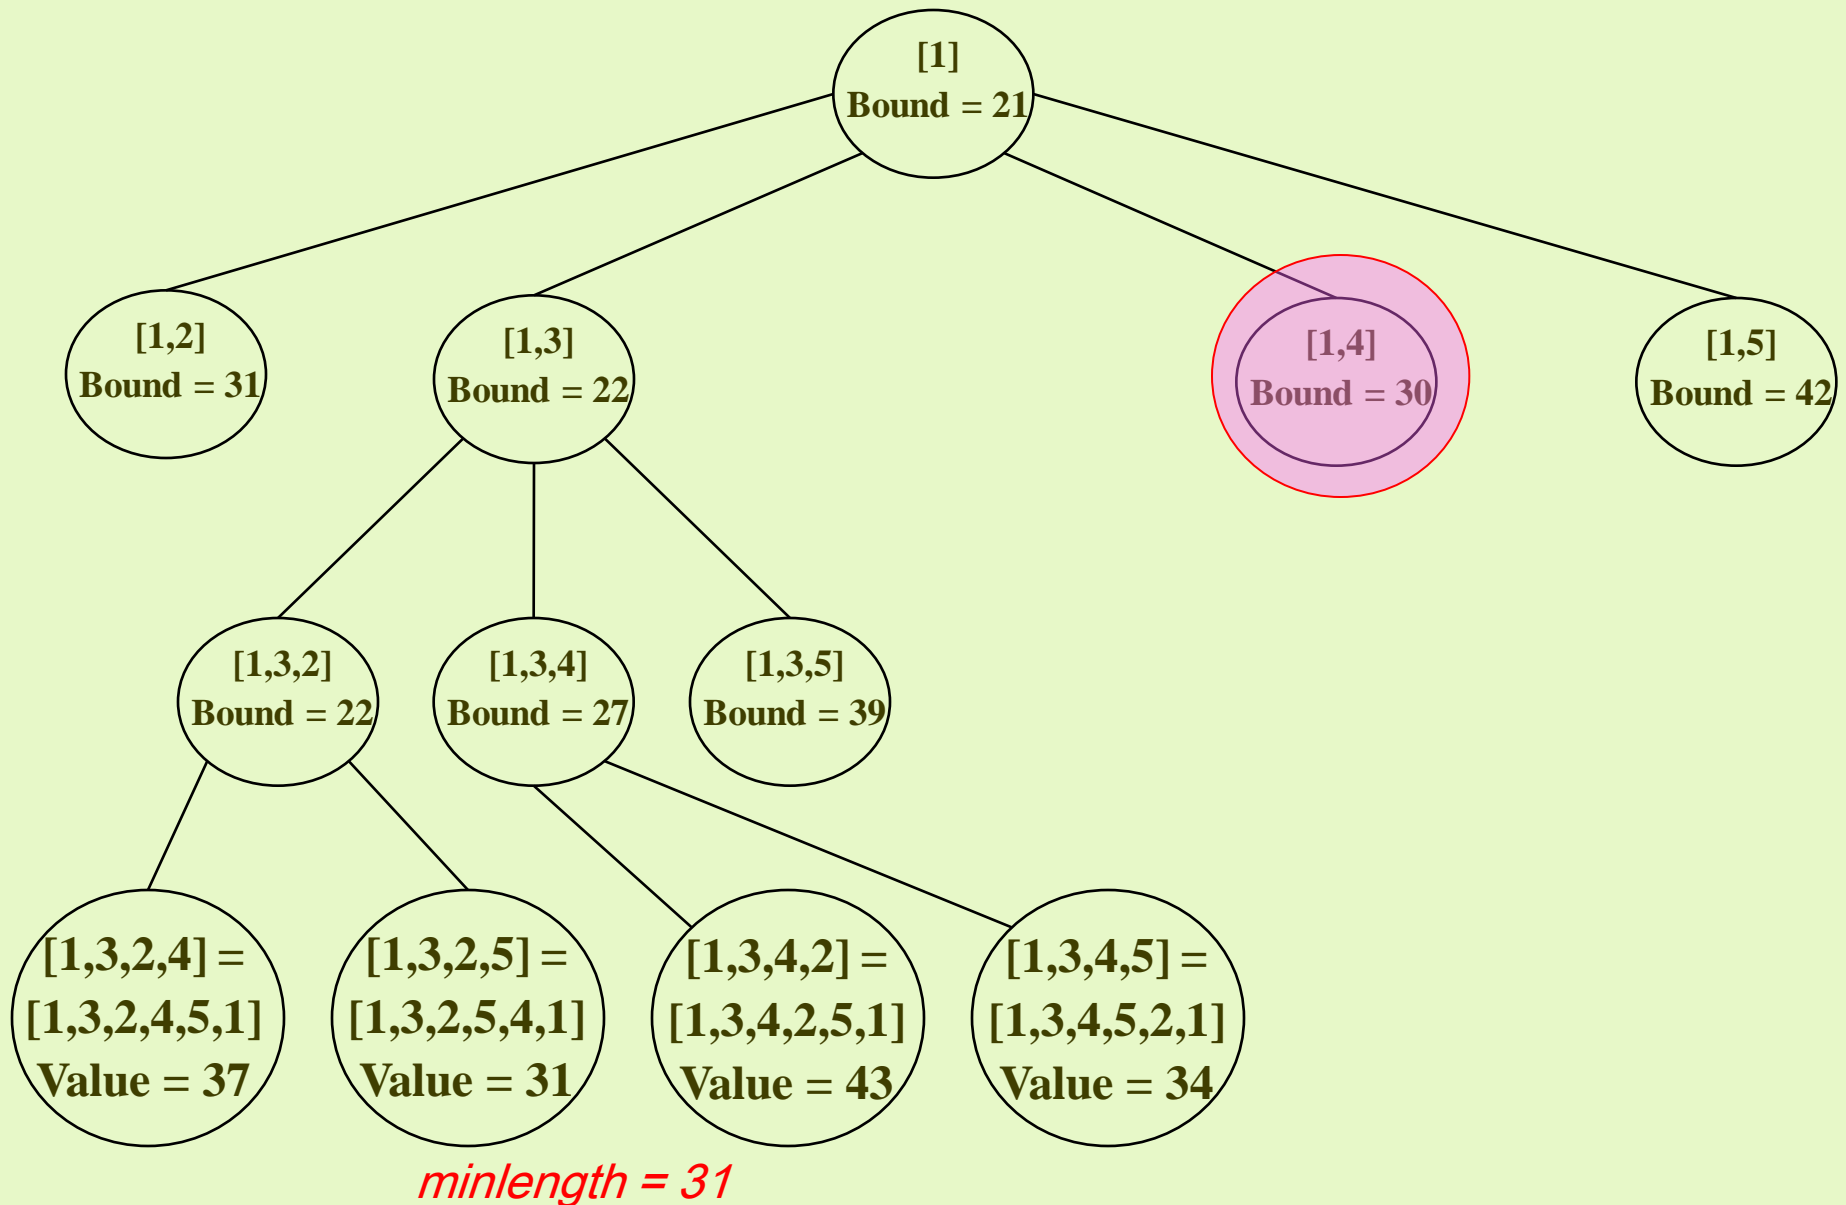 [1]
Bound = 21
[1,2]
Bound = 31
[1,3]
Bound = 22
[1,4]
Bound = 30
[1,5]
Bound = 42
[1,3,2]
Bound = 22
[1,3,4]
Bound = 27
[1,3,5]
Bound = 39
[1,3,2,4] =
[1,3,2,4,5,1]
Value = 37
[1,3,2,5] =
[1,3,2,5,4,1]
Value = 31
[1,3,4,2] =
[1,3,4,2,5,1]
Value = 43
[1,3,4,5] =
[1,3,4,5,2,1]
Value = 34
minlength = 31